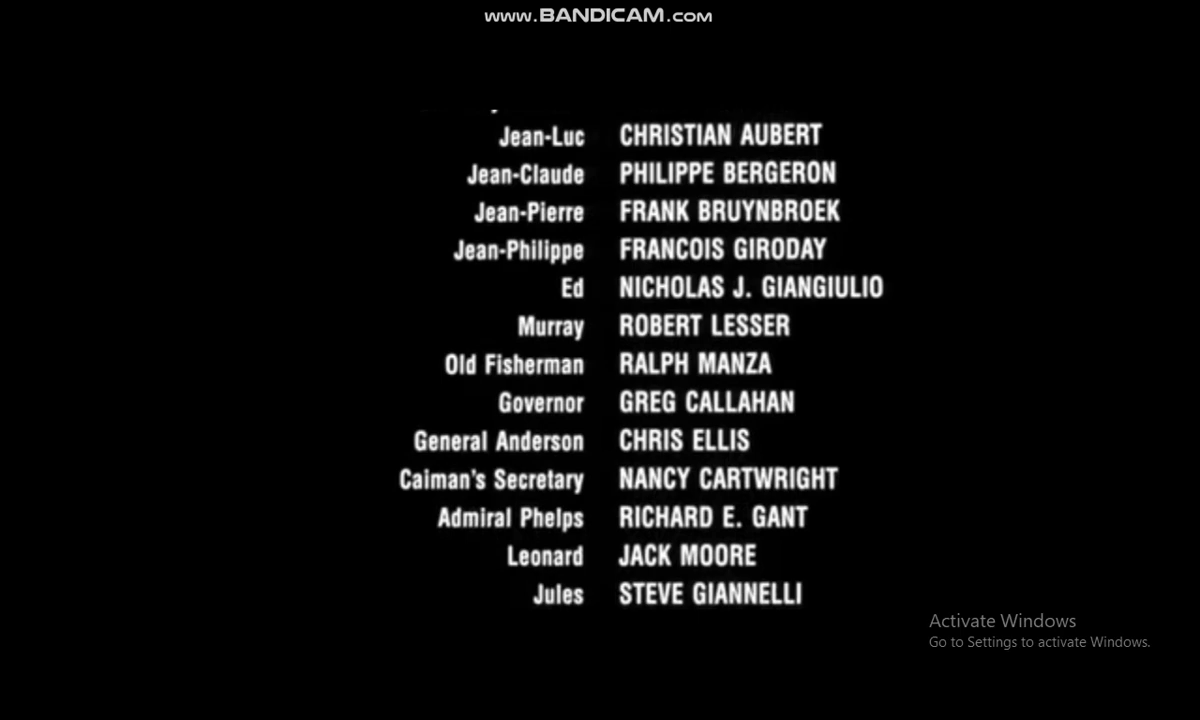 www.BANDICAM.com
Jean-Luc CHRISTIAN AUBERT
Jean-Claude PHILIPPE BERGERON
Jean-Pierre FRANK BRUYNBROEK
Jean-Philippe FRANCOIS GIRODAY
Ed NICHOLAS J. GIANGIULIO
Murray ROBERT LESSER
Old Fisherman RALPH MANZA
Governor GREG CALLAHAN
General Anderson CHRIS ELLIS
Caiman's Secretary NANCY CARTWRIGHT
Admiral Phelps RICHARD E. GANT
Leonard JACK MOORE
Jules STEVE GIANNELLI
Activate Windows
Go to Settings to activate Windows.